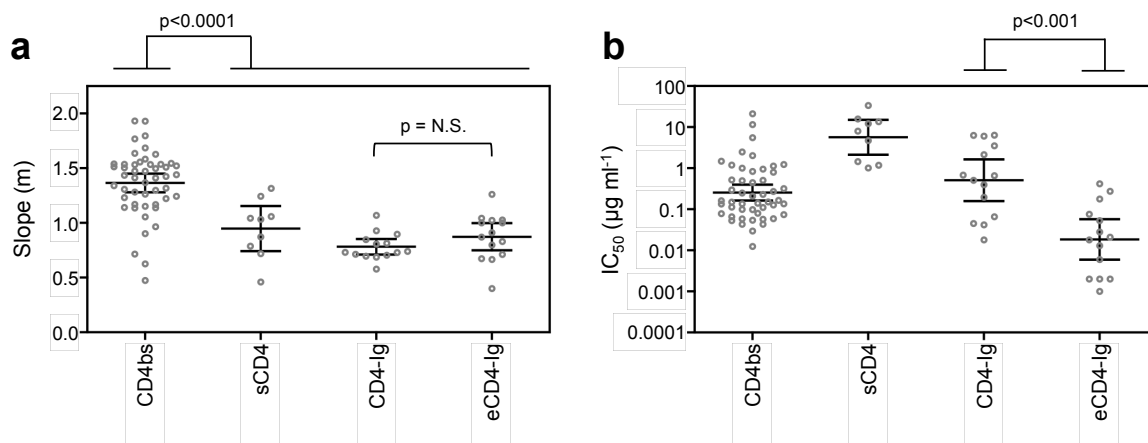 a
p<0.0001
p = N.S.
Slope (m)
2.0
1.5
1.0
0.5
0.0
CD4bs
sCD4
CD4-Ig
eCD4-Ig
b
p<0.001
IC50 (µg ml-1)
100
10
1
0.1
0.01
0.001
0.0001
CD4bs
sCD4
CD4-Ig
eCD4-Ig